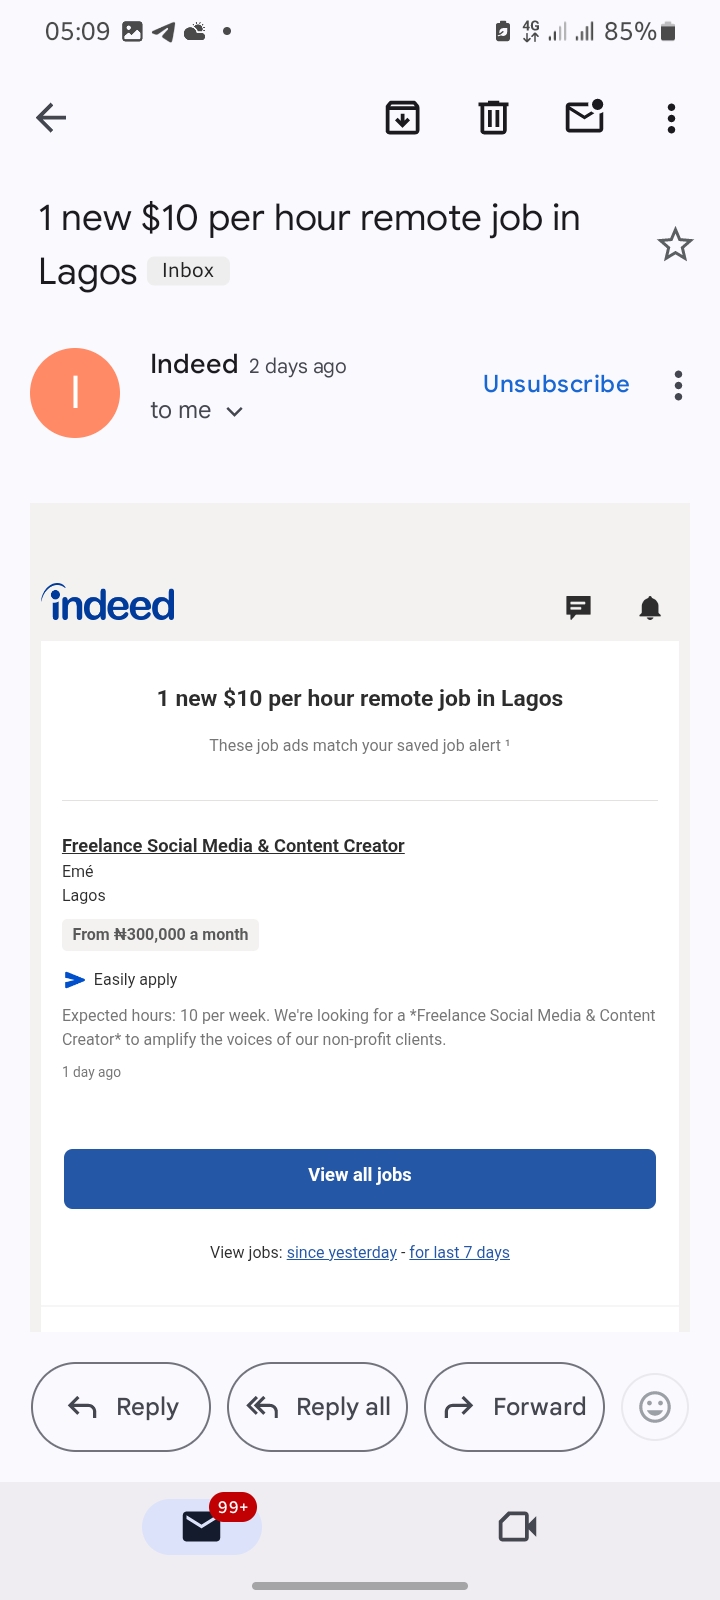 05:09
4G
85%
1 new $10 per hour remote job in
Lagos Inbox
I
Indeed 2 days ago
Unsubscribe
to me
indeed
1 new $10 per hour remote job in Lagos
These job ads match your saved job alert ¹
Freelance Social Media & Content Creator
Emé
Lagos
From ₦300,000 a month
Easily apply
Expected hours: 10 per week. We're looking for a *Freelance Social Media & Content
Creator* to amplify the voices of our non-profit clients.
1 day ago
View all jobs
View jobs: since yesterday - for last 7 days
Reply
Reply all
Forward
99+